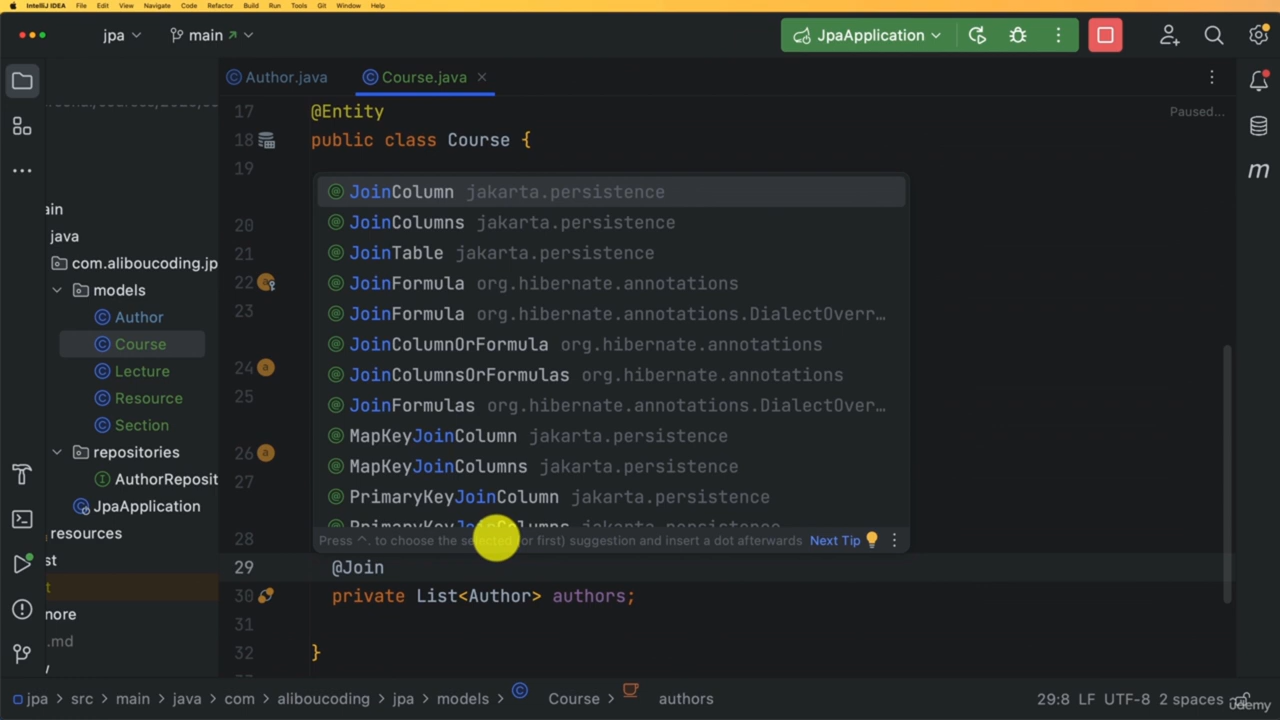 IntelliJ IDEA File Edit View Navigate Code Refactor Build Run Tools Git Window Help
jpa main JpaApplication
Author.java Course.java
17 @Entity Paused...
18 public class Course {
19
JoinColumn jakarta.persistence
JoinColumns jakarta.persistence
JoinTable jakarta.persistence
JoinFormula org.hibernate.annotations
JoinFormula org.hibernate.annotations.DialectOverr…
JoinColumnOrFormula org.hibernate.annotations
JoinColumnsOrFormulas org.hibernate.annotations
JoinFormulas org.hibernate.annotations.DialectOver…
MapKeyJoinColumn jakarta.persistence
MapKeyJoinColumns jakarta.persistence
PrimaryKeyJoinColumn jakarta.persistence
PrimaryKeyJoinColumns jakarta.persistence
Press ^. to choose the selected (or first) suggestion and insert a dot afterwards Next Tip
20
21
22
23
24
25
26
27
28
29 @Join
30 private List<Author> authors;
31
32 }
ain
java
com.aliboucoding.jp
models
Author
Course
Lecture
Resource
Section
repositories
AuthorReposit
JpaApplication
resources
st
t
nore
.md
m
jpa > src > main > java > com > aliboucoding > jpa > models > Course > authors 29:8 LF UTF-8 2 spaces
udemy